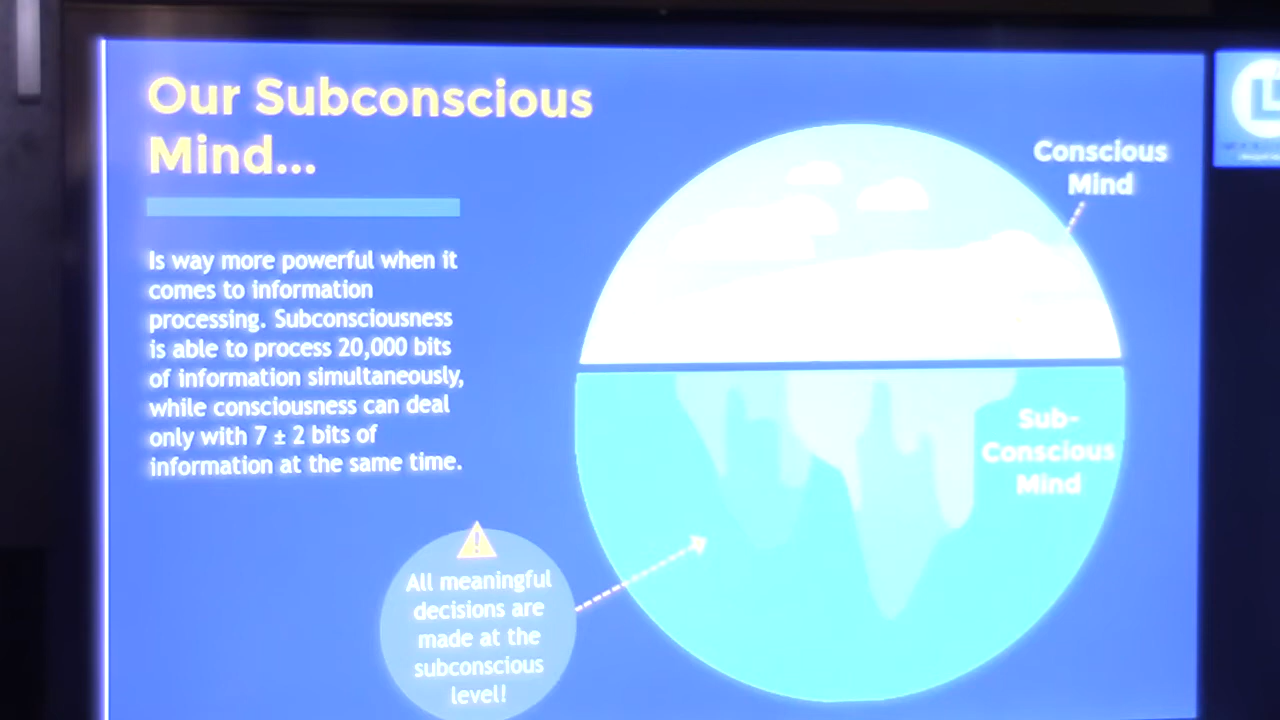 Our Subconscious
Mind...
Is way more powerful when it
comes to information
processing. Subconsciousness
is able to process 20,000 bits
of information simultaneously,
while consciousness can deal
only with 7 ± 2 bits of
information at the same time.
Conscious
Mind
Sub-
Conscious
Mind
All meaningful
decisions are
made at the
subconscious
level!